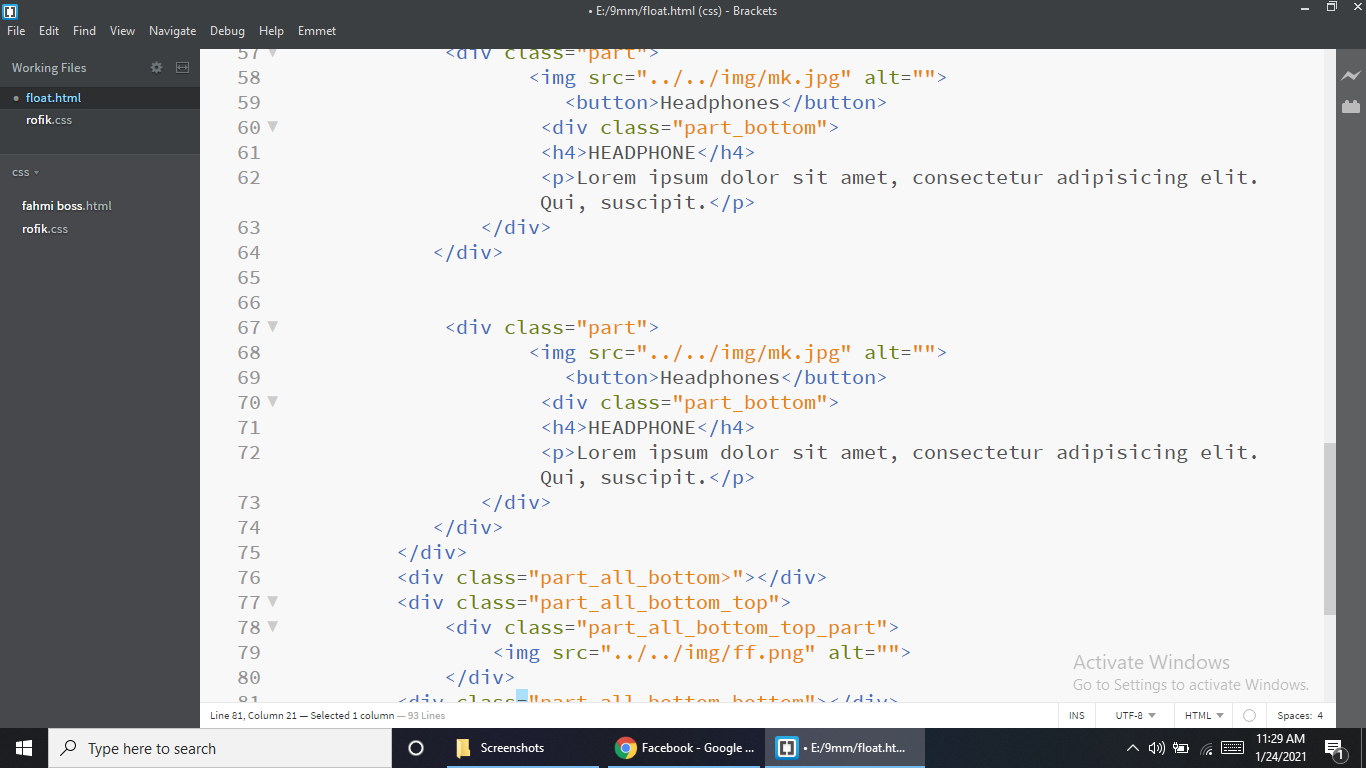 • E:/9mm/float.html (css) - Brackets
File Edit Find View Navigate Debug Help Emmet
Working Files
• float.html
rofik.css
css
fahmi boss.html
rofik.css
57 <div class="part">
58 <img src="../../img/mk.jpg" alt="">
59 <button>Headphones</button>
60 <div class="part_bottom">
61 <h4>HEADPHONE</h4>
62 <p>Lorem ipsum dolor sit amet, consectetur adipisicing elit.
Qui, suscipit.</p>
63 </div>
64 </div>
65
66
67 <div class="part">
68 <img src="../../img/mk.jpg" alt="">
69 <button>Headphones</button>
70 <div class="part_bottom">
71 <h4>HEADPHONE</h4>
72 <p>Lorem ipsum dolor sit amet, consectetur adipisicing elit.
Qui, suscipit.</p>
73 </div>
74 </div>
75 </div>
76 <div class="part_all_bottom>"></div>
77 <div class="part_all_bottom_top">
78 <div class="part_all_bottom_top_part">
79 <img src="../../img/ff.png" alt="">
80 </div>
81 <div class="part_all_bottom_bottom"></div>
Activate Windows
Go to Settings to activate Windows.
Line 81, Column 21 — Selected 1 column — 93 Lines
INS UTF-8 HTML Spaces: 4
Type here to search
Screenshots
Facebook - Google ...
• E:/9mm/float.ht...
11:29 AM
1/24/2021
1